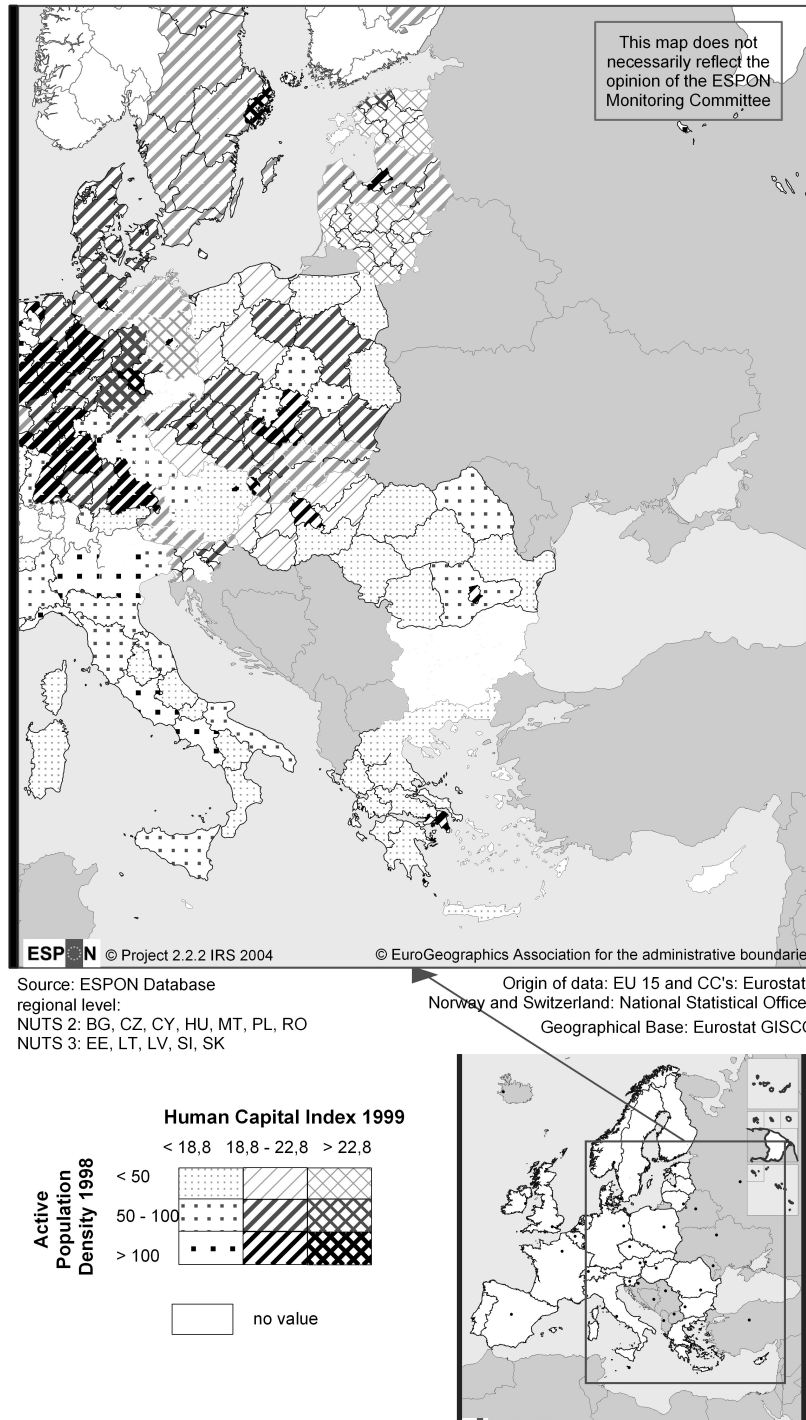 This map does not
necessarily reflect the
opinion of the ESPON
Monitoring Committee
ESPON © Project 2.2.2 IRS 2004
© EuroGeographics Association for the administrative boundarie
Source: ESPON Database
regional level:
NUTS 2: BG, CZ, CY, HU, MT, PL, RO
NUTS 3: EE, LT, LV, SI, SK
Origin of data: EU 15 and CC's: Eurostat
Norway and Switzerland: National Statistical Office
Geographical Base: Eurostat GISCO
Human Capital Index 1999
< 18,8 18,8 - 22,8 > 22,8
Active
Population
Density 1998
< 50
50 - 100
> 100
no value